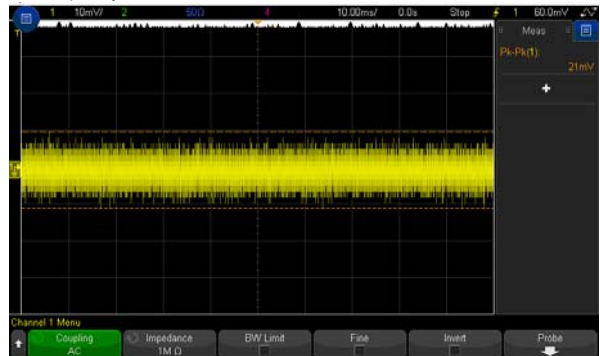 1 10mV/ 2 50Ω 4 10.00ms/ 0.0s Stop 1 60.0mV
Meas
Pk-Pk(1):
21mV
Channel 1 Menu
Coupling Impedance BW Limit Fine Invert Probe
AC 1M Ω